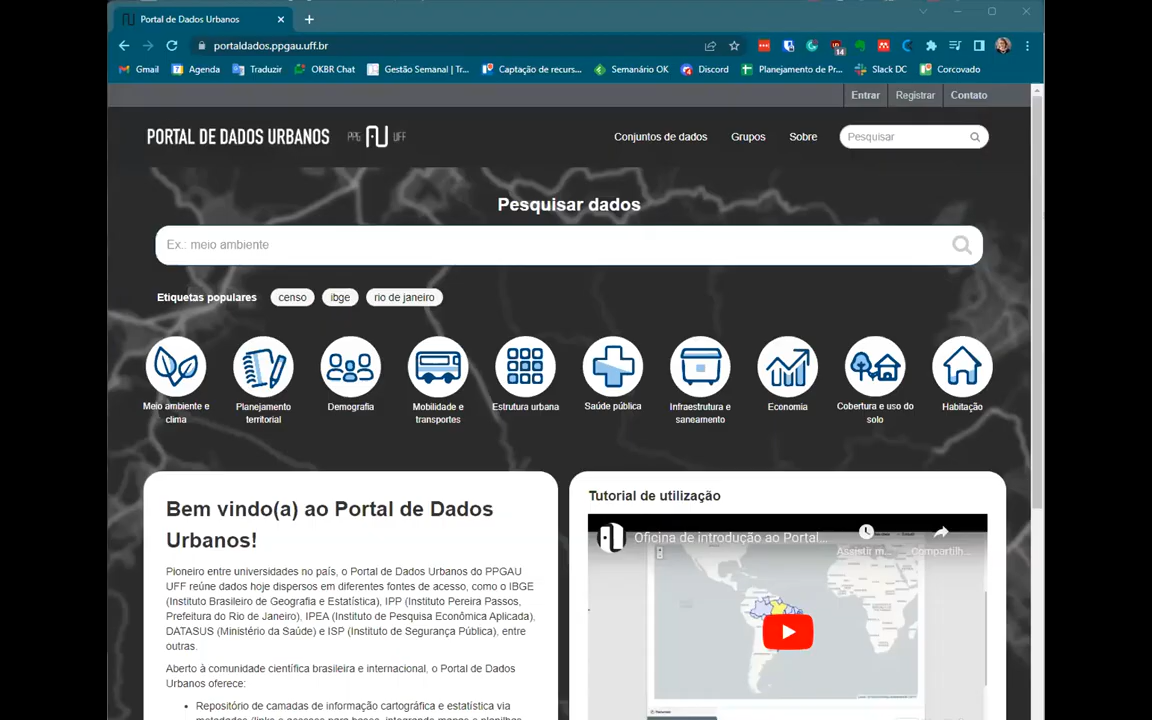 Portal de Dados Urbanos
portaldados.ppgau.uff.br
14
Gmail Agenda Traduzir OKBR Chat Gestão Semanal | Tr... Captação de recurs... Semanário OK Discord Planejamento de Pr... Slack DC Corcovado
Entrar Registrar Contato
PORTAL DE DADOS URBANOS PPG AU UFF Conjuntos de dados Grupos Sobre Pesquisar
Pesquisar dados
Ex.: meio ambiente
Etiquetas populares censo ibge rio de janeiro
Meio ambiente e clima
Planejamento territorial
Demografia
Mobilidade e transportes
Estrutura urbana
Saúde pública
Infraestrutura e saneamento
Economia
Cobertura e uso do solo
Habitação
Bem vindo(a) ao Portal de Dados
Urbanos!
Pioneiro entre universidades no país, o Portal de Dados Urbanos do PPGAU
UFF reúne dados hoje dispersos em diferentes fontes de acesso, como o IBGE
(Instituto Brasileiro de Geografia e Estatística), IPP (Instituto Pereira Passos,
Prefeitura do Rio de Janeiro), IPEA (Instituto de Pesquisa Econômica Aplicada),
DATASUS (Ministério da Saúde) e ISP (Instituto de Segurança Pública), entre
outras.
Aberto à comunidade científica brasileira e internacional, o Portal de Dados
Urbanos oferece:
Repositório de camadas de informação cartográfica e estatística via
Tutorial de utilização
Oficina de introdução ao Portal...
Assistir m... Compartilh...